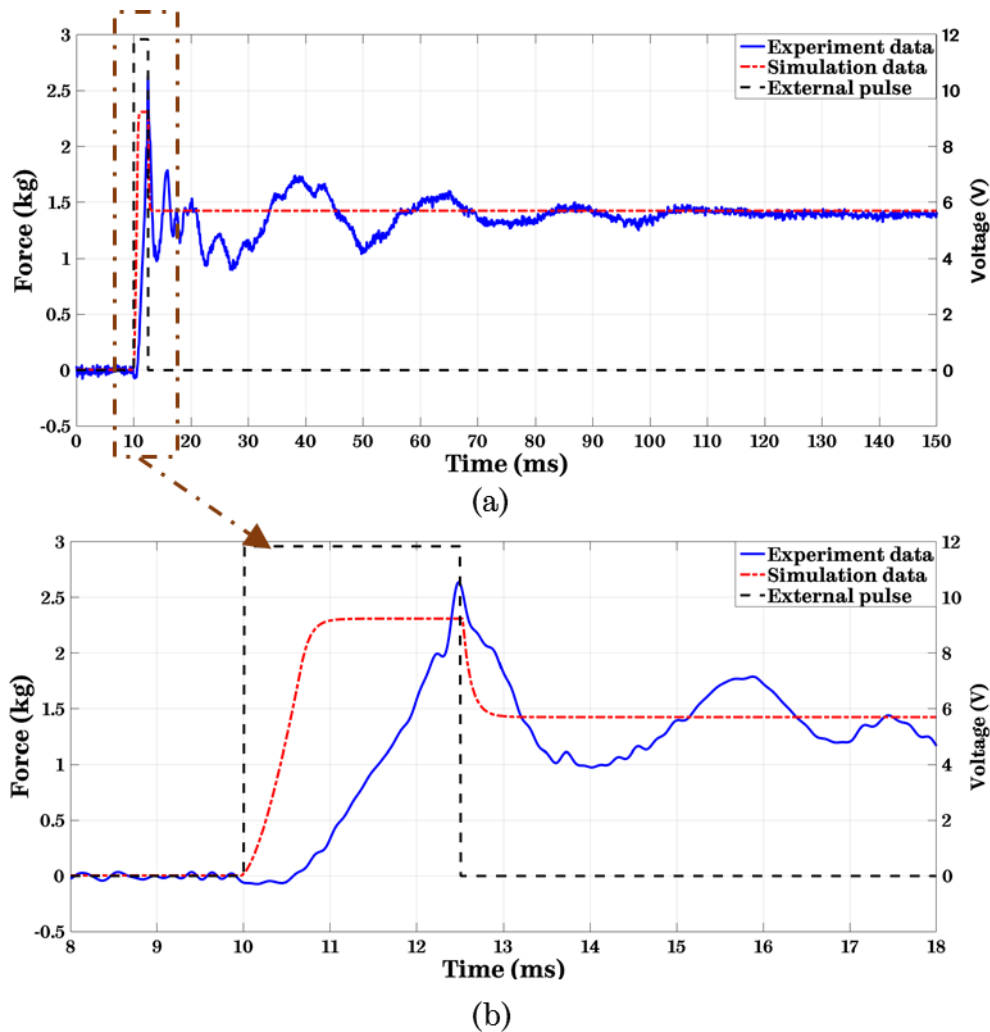 3
2.5
2
1.5
1
0.5
0
-0.5
Force (kg)
12
10
8
6
4
2
0
Voltage (V)
Experiment data
Simulation data
External pulse
0 10 20 30 40 50 60 70 80 90 100 110 120 130 140 150
Time (ms)
(a)
3
2.5
2
1.5
1
0.5
0
-0.5
Force (kg)
12
10
8
6
4
2
0
Voltage (V)
Experiment data
Simulation data
External pulse
8 9 10 11 12 13 14 15 16 17 18
Time (ms)
(b)